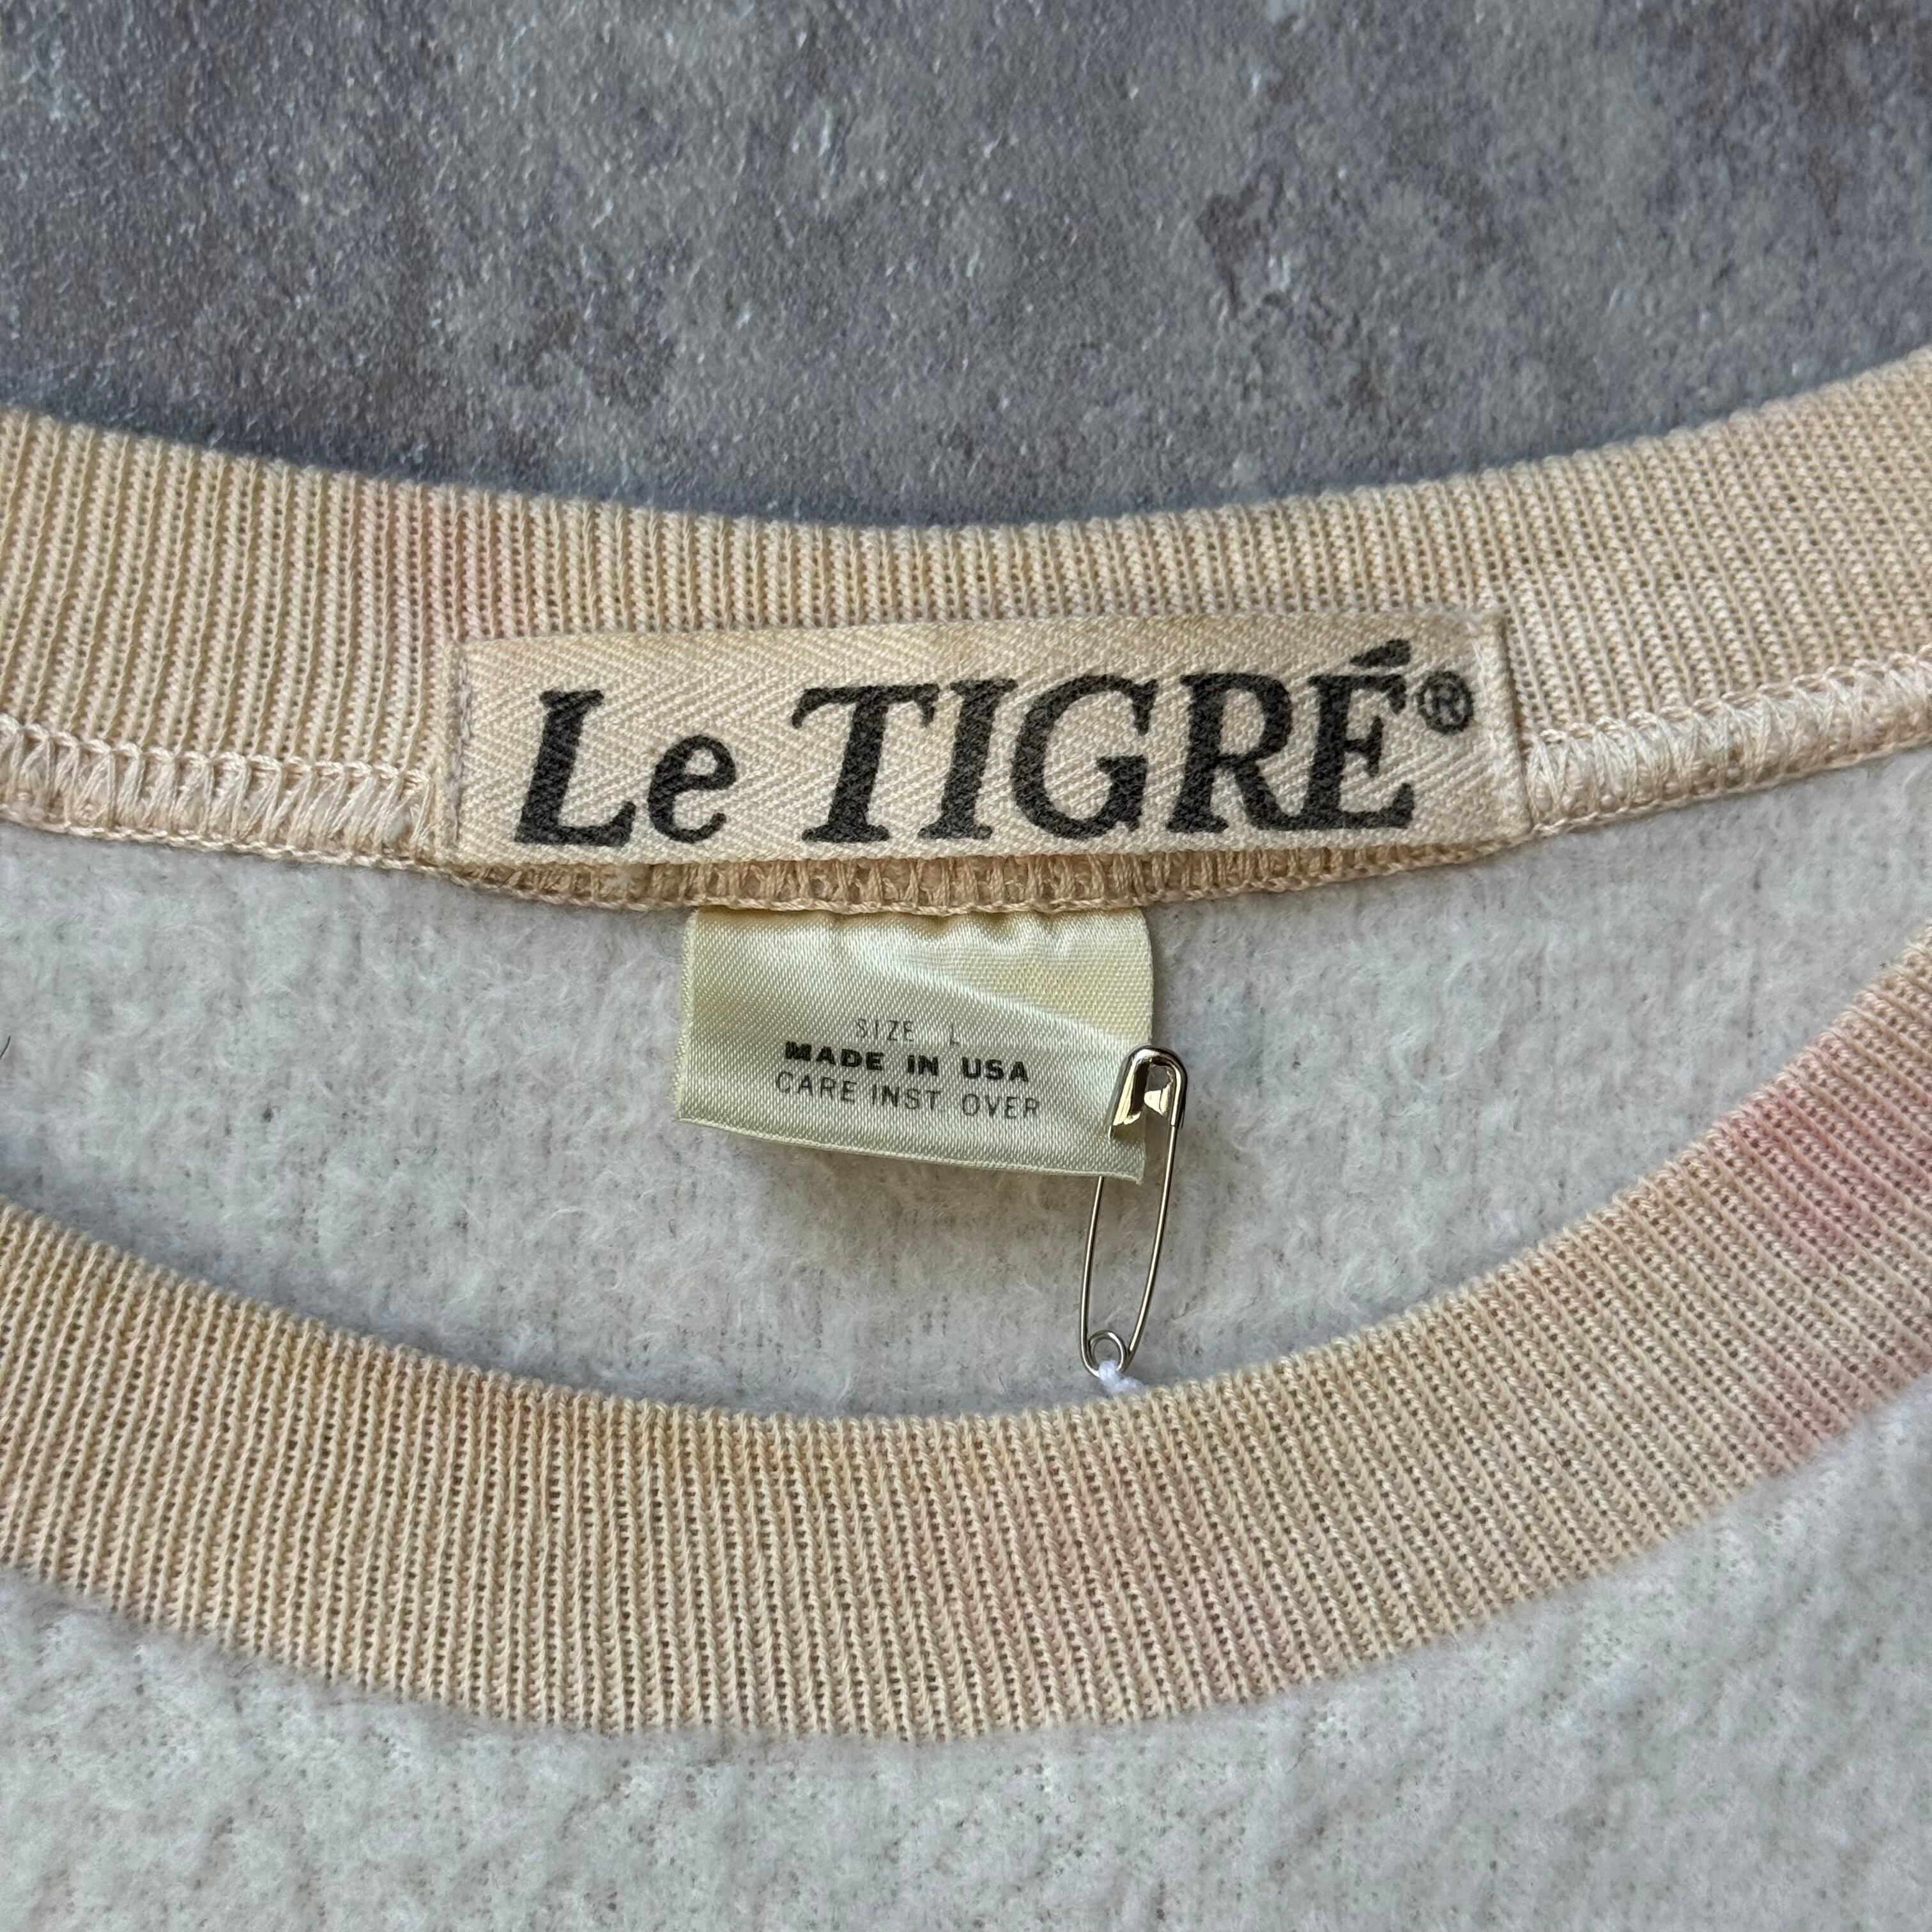 Le TIGRÉ®
SIZE L
MADE IN USA
CARE INST. OVER